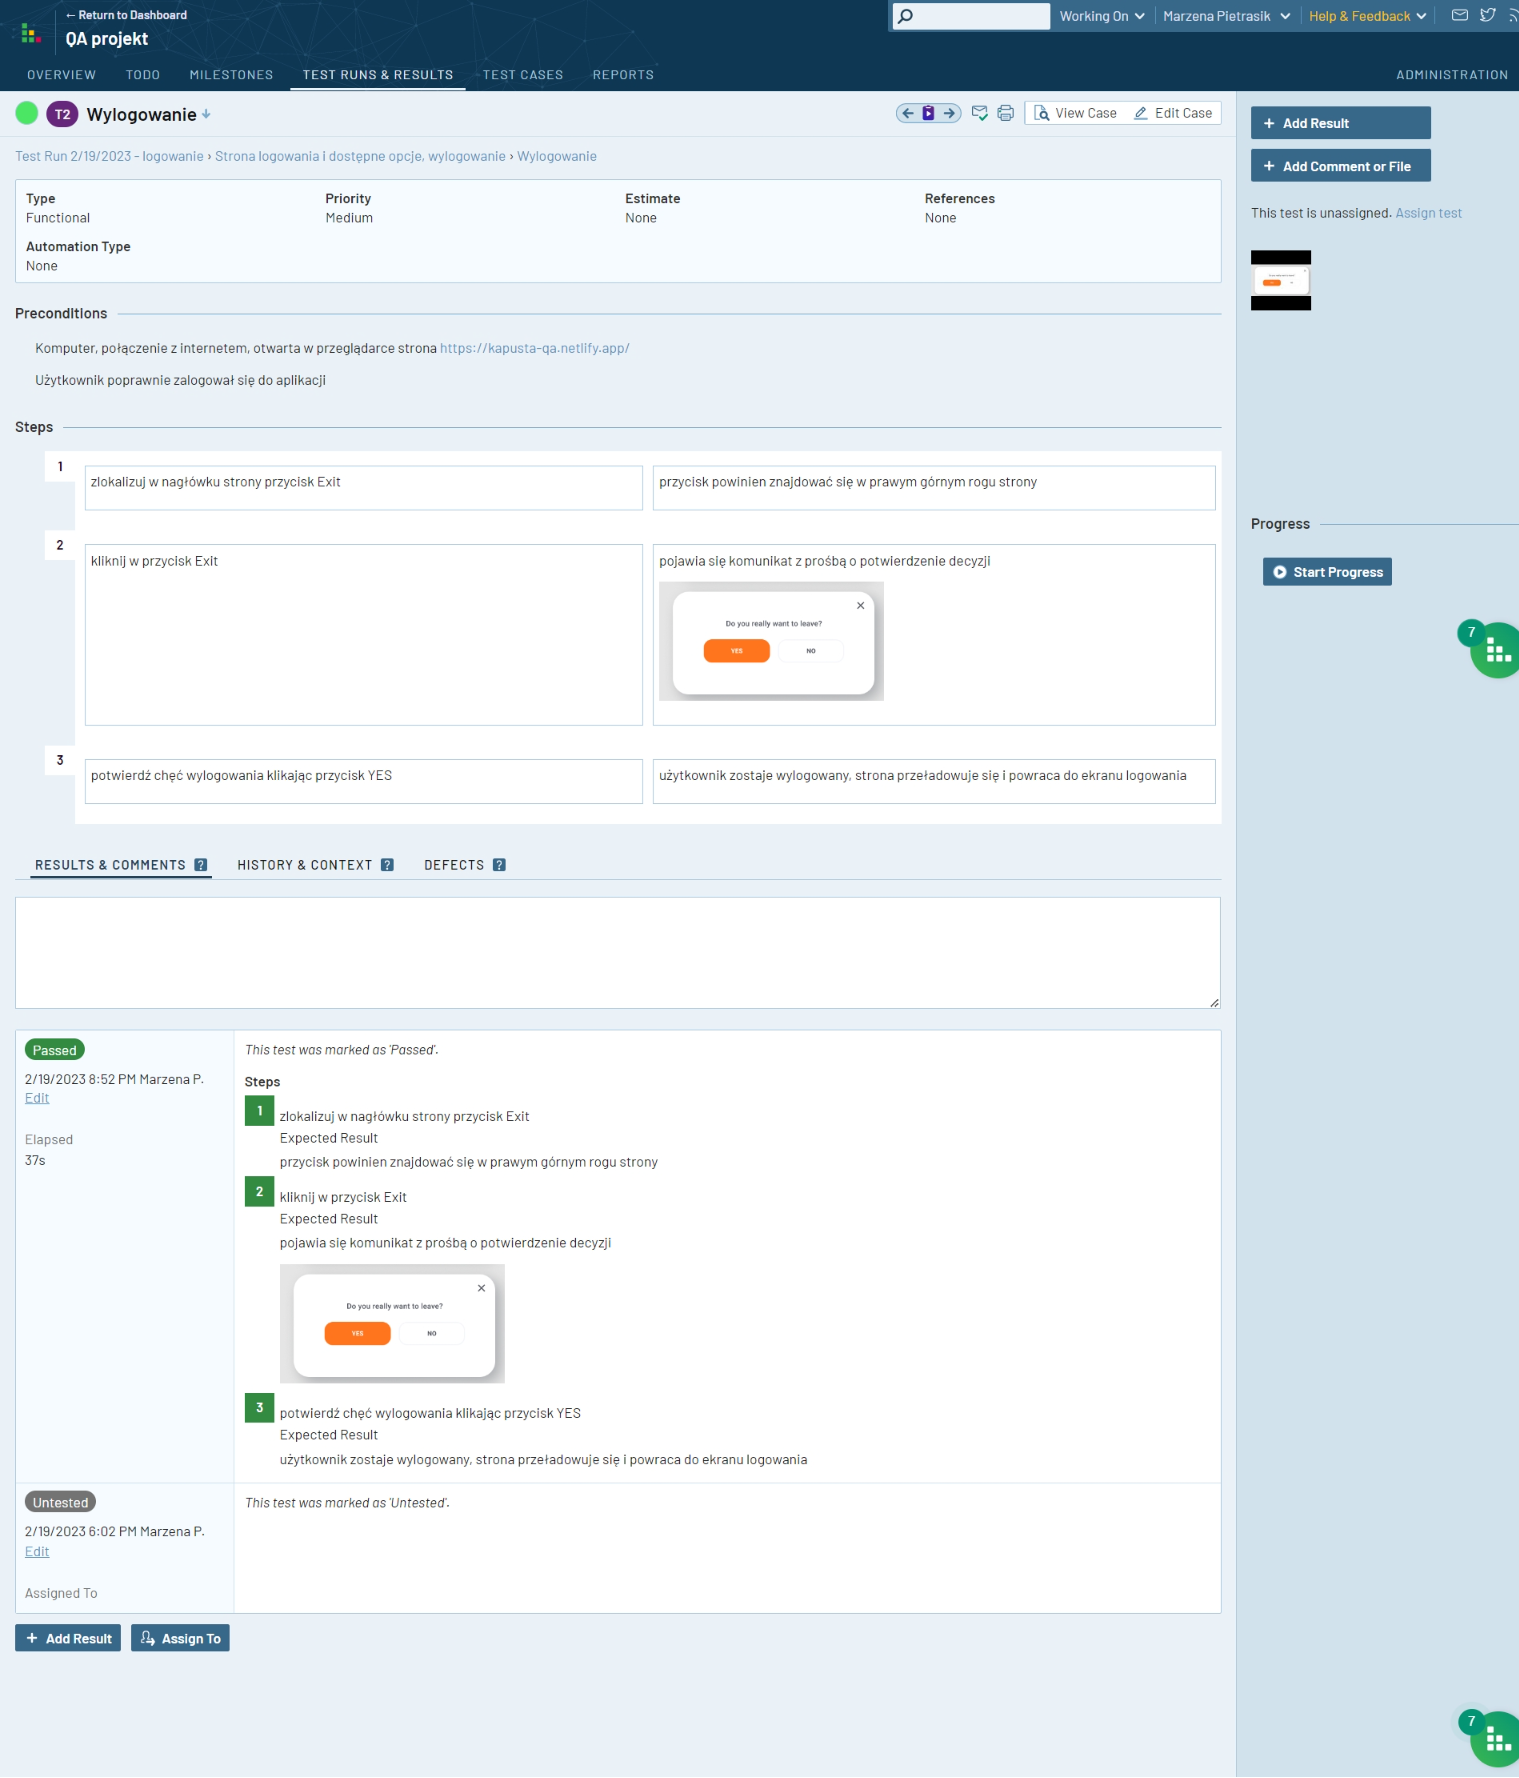 ← Return to Dashboard
QA projekt
Working On
Marzena Pietrasik
Help & Feedback
OVERVIEW TODO MILESTONES TEST RUNS & RESULTS TEST CASES REPORTS ADMINISTRATION
T2 Wylogowanie
View Case Edit Case
Test Run 2/19/2023 - logowanie › Strona logowania i dostępne opcje, wylogowanie › Wylogowanie
Type Priority Estimate References
Functional Medium None None
Automation Type
None
Preconditions
Komputer, połączenie z internetem, otwarta w przeglądarce strona https://kapusta-qa.netlify.app/
Użytkownik poprawnie zalogował się do aplikacji
Steps
1
zlokalizuj w nagłówku strony przycisk Exit
przycisk powinien znajdować się w prawym górnym rogu strony
2
kliknij w przycisk Exit
pojawia się komunikat z prośbą o potwierdzenie decyzji
Do you really want to leave?
YES NO
3
potwierdź chęć wylogowania klikając przycisk YES
użytkownik zostaje wylogowany, strona przeładowuje się i powraca do ekranu logowania
RESULTS & COMMENTS ? HISTORY & CONTEXT ? DEFECTS ?
Passed
2/19/2023 8:52 PM Marzena P.
Edit
Elapsed
37s
This test was marked as 'Passed'.
Steps
1
zlokalizuj w nagłówku strony przycisk Exit
Expected Result
przycisk powinien znajdować się w prawym górnym rogu strony
2
kliknij w przycisk Exit
Expected Result
pojawia się komunikat z prośbą o potwierdzenie decyzji
Do you really want to leave?
YES NO
3
potwierdź chęć wylogowania klikając przycisk YES
Expected Result
użytkownik zostaje wylogowany, strona przeładowuje się i powraca do ekranu logowania
Untested
2/19/2023 6:02 PM Marzena P.
Edit
Assigned To
This test was marked as 'Untested'.
+ Add Result Assign To
+ Add Result
+ Add Comment or File
This test is unassigned. Assign test
Progress
Start Progress
7
7